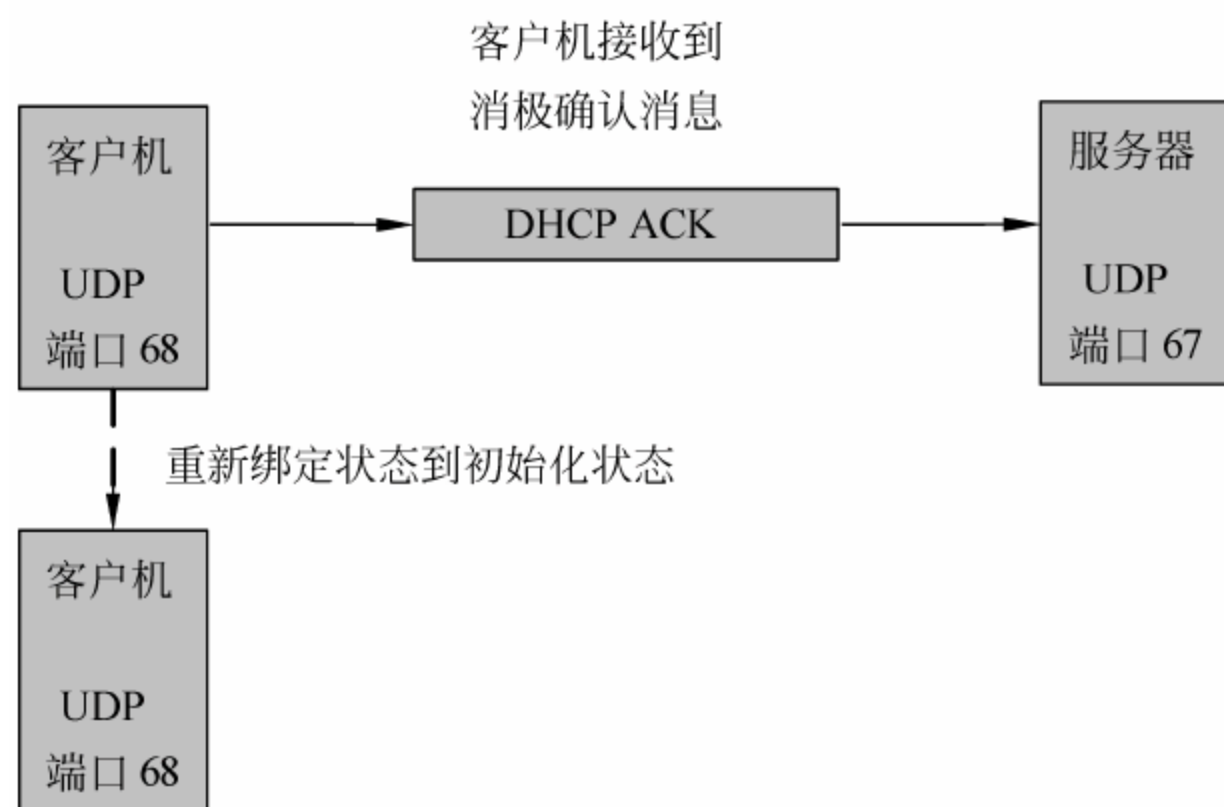 客户机接收到
消极确认消息
客户机
UDP
端口 68
DHCP ACK
服务器
UDP
端口 67
重新绑定状态到初始化状态
客户机
UDP
端口 68